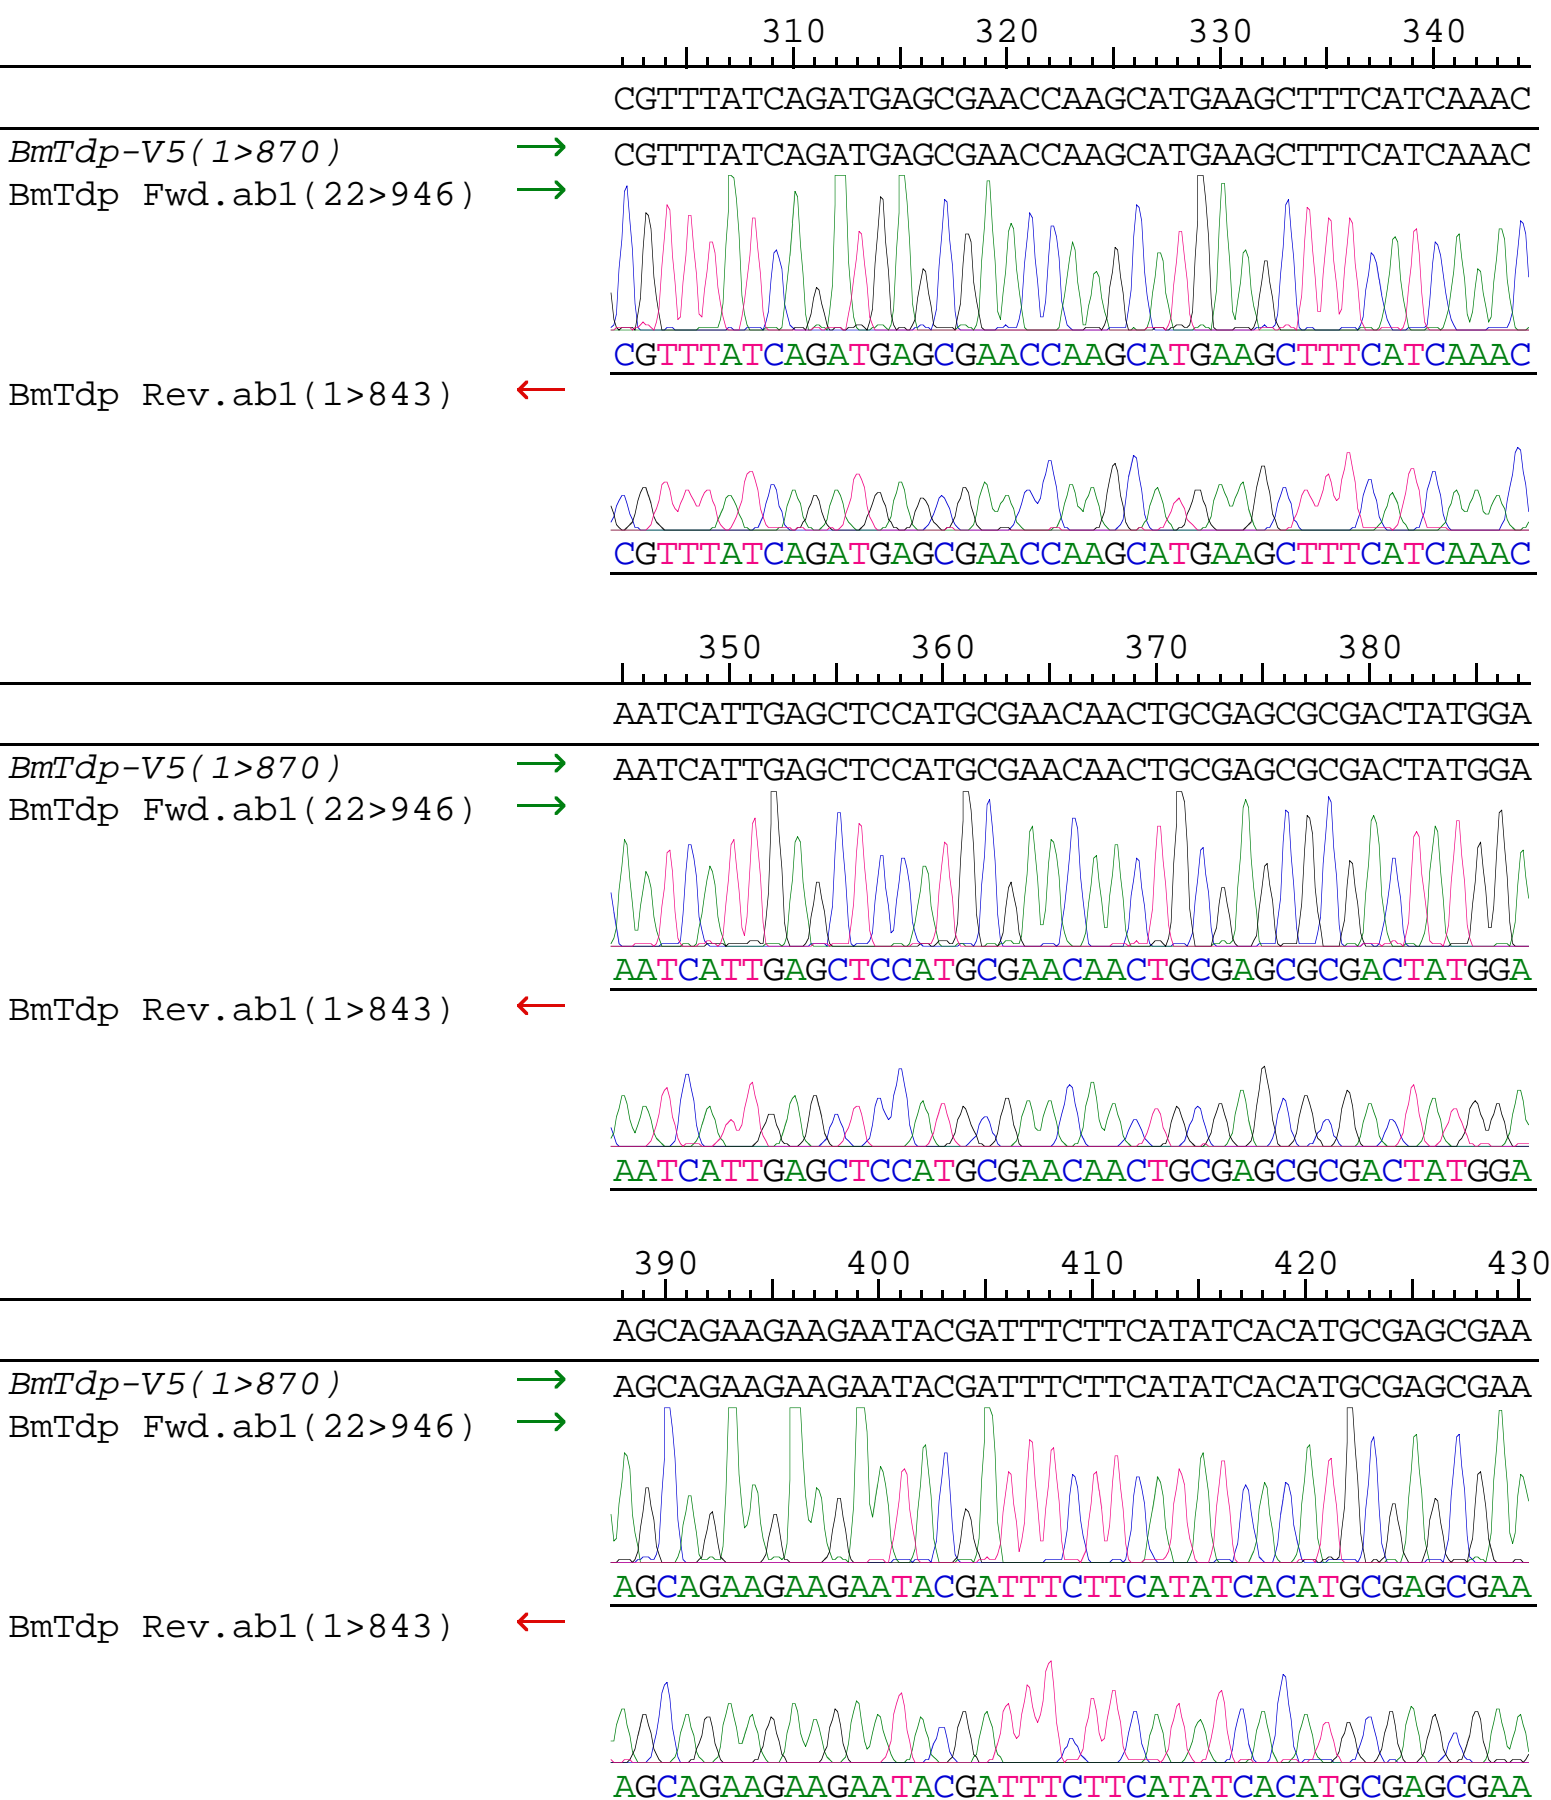 310 320 330 340
CGTTTATCAGATGAGCGAACCAAGCATGAAGCTTTCATCAAAC
BmTdp-V5(1>870) → CGTTTATCAGATGAGCGAACCAAGCATGAAGCTTTCATCAAAC
BmTdp Fwd.ab1(22>946) →
CGTTTATCAGATGAGCGAACCAAGCATGAAGCTTTCATCAAAC
BmTdp Rev.ab1(1>843) ←
CGTTTATCAGATGAGCGAACCAAGCATGAAGCTTTCATCAAAC
350 360 370 380
AATCATTGAGCTCCATGCGAACAACTGCGAGCGCGACTATGGA
BmTdp-V5(1>870) → AATCATTGAGCTCCATGCGAACAACTGCGAGCGCGACTATGGA
BmTdp Fwd.ab1(22>946) →
AATCATTGAGCTCCATGCGAACAACTGCGAGCGCGACTATGGA
BmTdp Rev.ab1(1>843) ←
AATCATTGAGCTCCATGCGAACAACTGCGAGCGCGACTATGGA
390 400 410 420 430
AGCAGAAGAAGAATACGATTTCTTCATATCACATGCGAGCGAA
BmTdp-V5(1>870) → AGCAGAAGAAGAATACGATTTCTTCATATCACATGCGAGCGAA
BmTdp Fwd.ab1(22>946) →
AGCAGAAGAAGAATACGATTTCTTCATATCACATGCGAGCGAA
BmTdp Rev.ab1(1>843) ←
AGCAGAAGAAGAATACGATTTCTTCATATCACATGCGAGCGAA